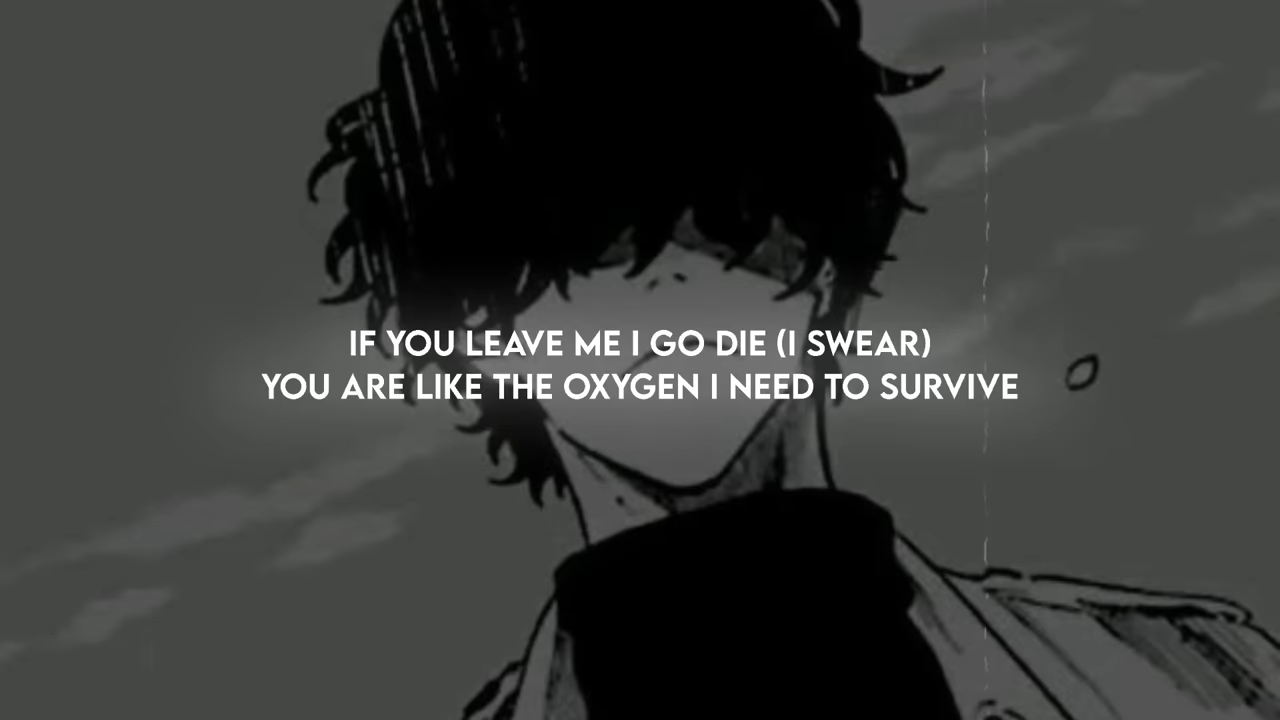 IF YOU LEAVE ME I GO DIE (I SWEAR)
YOU ARE LIKE THE OXYGEN I NEED TO SURVIVE